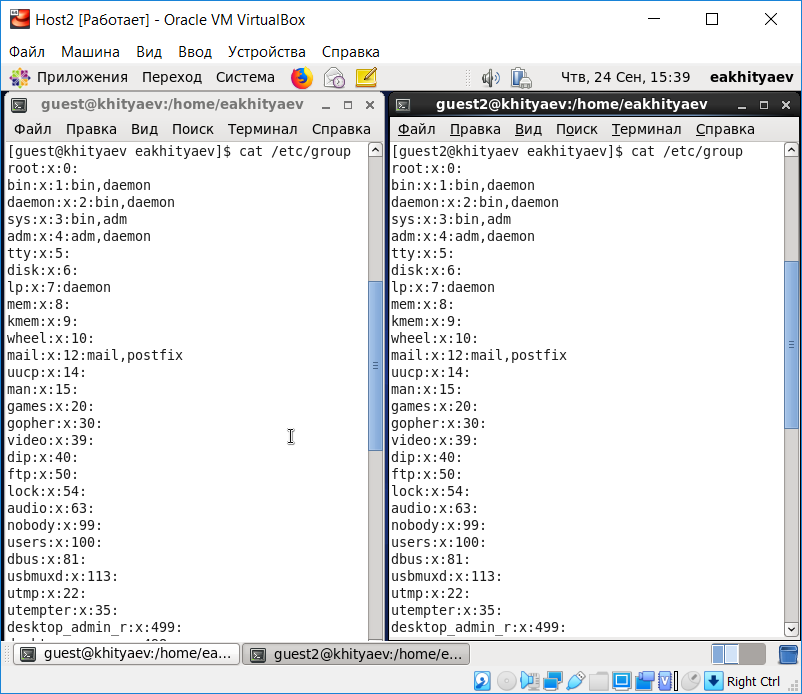 Host2 [Работает] - Oracle VM VirtualBox
Файл Машина Вид Ввод Устройства Справка
Приложения Переход Система Чтв, 24 Сен, 15:39 eakhityaev
guest@khityaev:/home/eakhityaev
Файл Правка Вид Поиск Терминал Справка
[guest@khityaev eakhityaev]$ cat /etc/group
root:x:0:
bin:x:1:bin,daemon
daemon:x:2:bin,daemon
sys:x:3:bin,adm
adm:x:4:adm,daemon
tty:x:5:
disk:x:6:
lp:x:7:daemon
mem:x:8:
kmem:x:9:
wheel:x:10:
mail:x:12:mail,postfix
uucp:x:14:
man:x:15:
games:x:20:
gopher:x:30:
video:x:39:
dip:x:40:
ftp:x:50:
lock:x:54:
audio:x:63:
nobody:x:99:
users:x:100:
dbus:x:81:
usbmuxd:x:113:
utmp:x:22:
utempter:x:35:
desktop_admin_r:x:499:
guest2@khityaev:/home/eakhityaev
Файл Правка Вид Поиск Терминал Справка
[guest2@khityaev eakhityaev]$ cat /etc/group
root:x:0:
bin:x:1:bin,daemon
daemon:x:2:bin,daemon
sys:x:3:bin,adm
adm:x:4:adm,daemon
tty:x:5:
disk:x:6:
lp:x:7:daemon
mem:x:8:
kmem:x:9:
wheel:x:10:
mail:x:12:mail,postfix
uucp:x:14:
man:x:15:
games:x:20:
gopher:x:30:
video:x:39:
dip:x:40:
ftp:x:50:
lock:x:54:
audio:x:63:
nobody:x:99:
users:x:100:
dbus:x:81:
usbmuxd:x:113:
utmp:x:22:
utempter:x:35:
desktop_admin_r:x:499:
guest@khityaev:/home/ea... guest2@khityaev:/home/e...
Right Ctrl